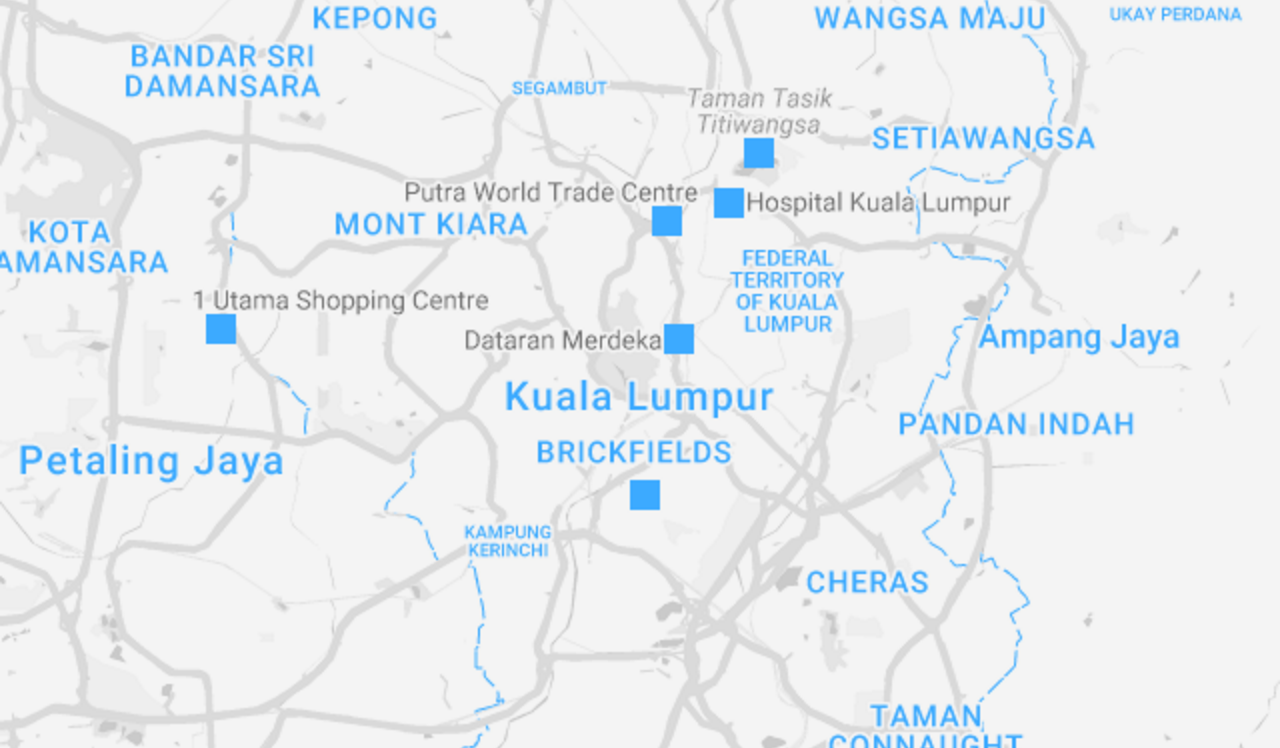 KEPONG
WANGSA MAJU
UKAY PERDANA
BANDAR SRI
DAMANSARA
SEGAMBUT
Taman Tasik
Titiwangsa
SETIAWANGSA
Putra World Trade Centre
Hospital Kuala Lumpur
MONT KIARA
KOTA
AMANSARA
FEDERAL
TERRITORY
OF KUALA
LUMPUR
1 Utama Shopping Centre
Dataran Merdeka
Ampang Jaya
Kuala Lumpur
PANDAN INDAH
BRICKFIELDS
Petaling Jaya
KAMPUNG
KERINCHI
CHERAS
TAMAN
CONNAUGHT